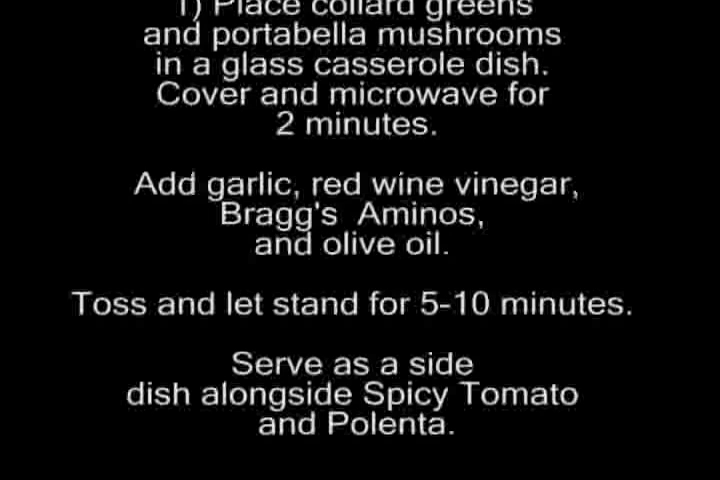 1) Place collard greens
and portabella mushrooms
in a glass casserole dish.
Cover and microwave for
2 minutes.
Add garlic, red wine vinegar,
Bragg's  Aminos,
and olive oil.
Toss and let stand for 5-10 minutes.
Serve as a side
dish alongside Spicy Tomato
and Polenta.